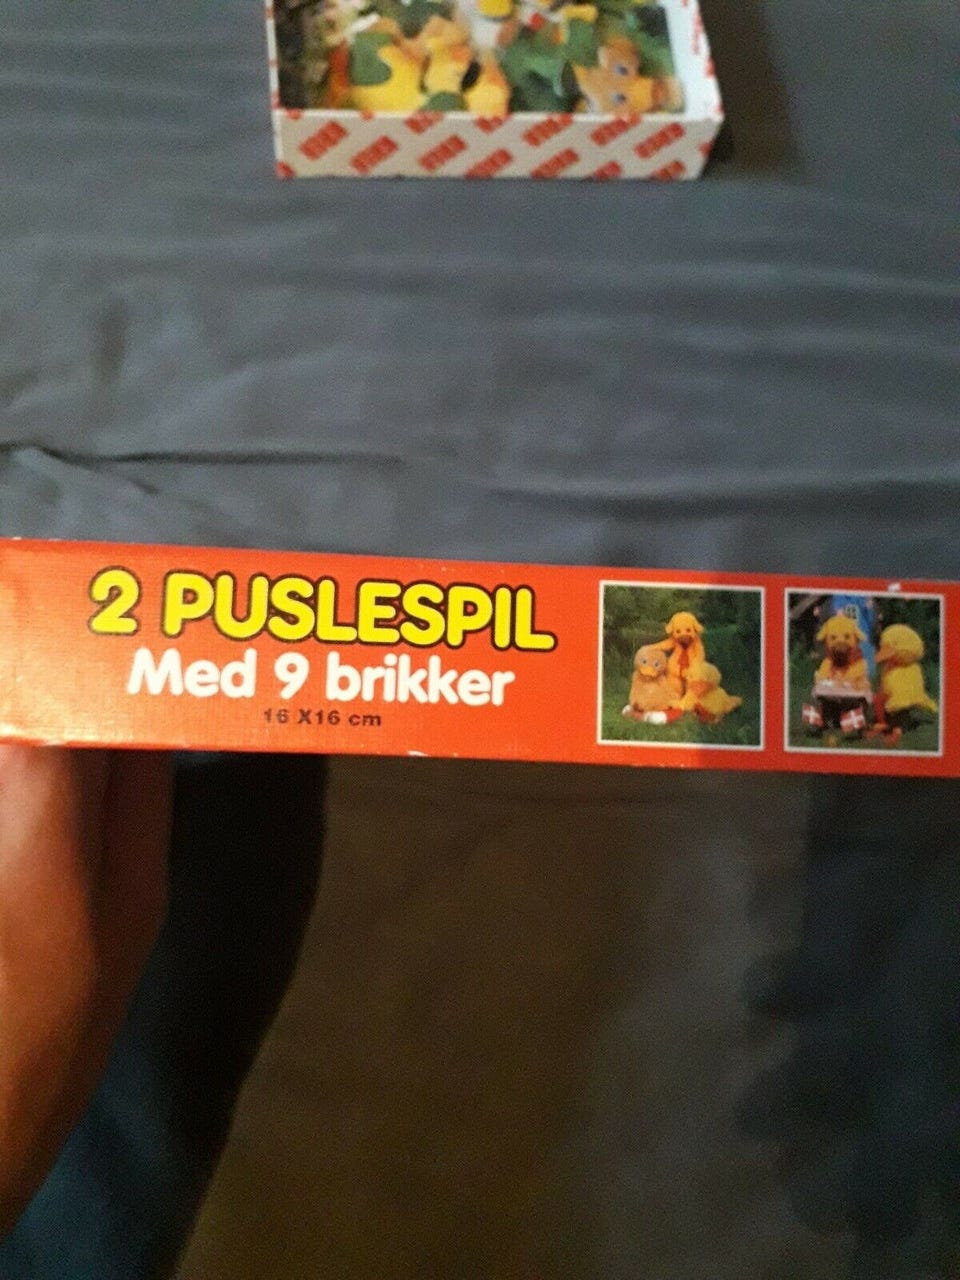 2 PUSLESPIL
Med 9 brikker
16 X16 cm